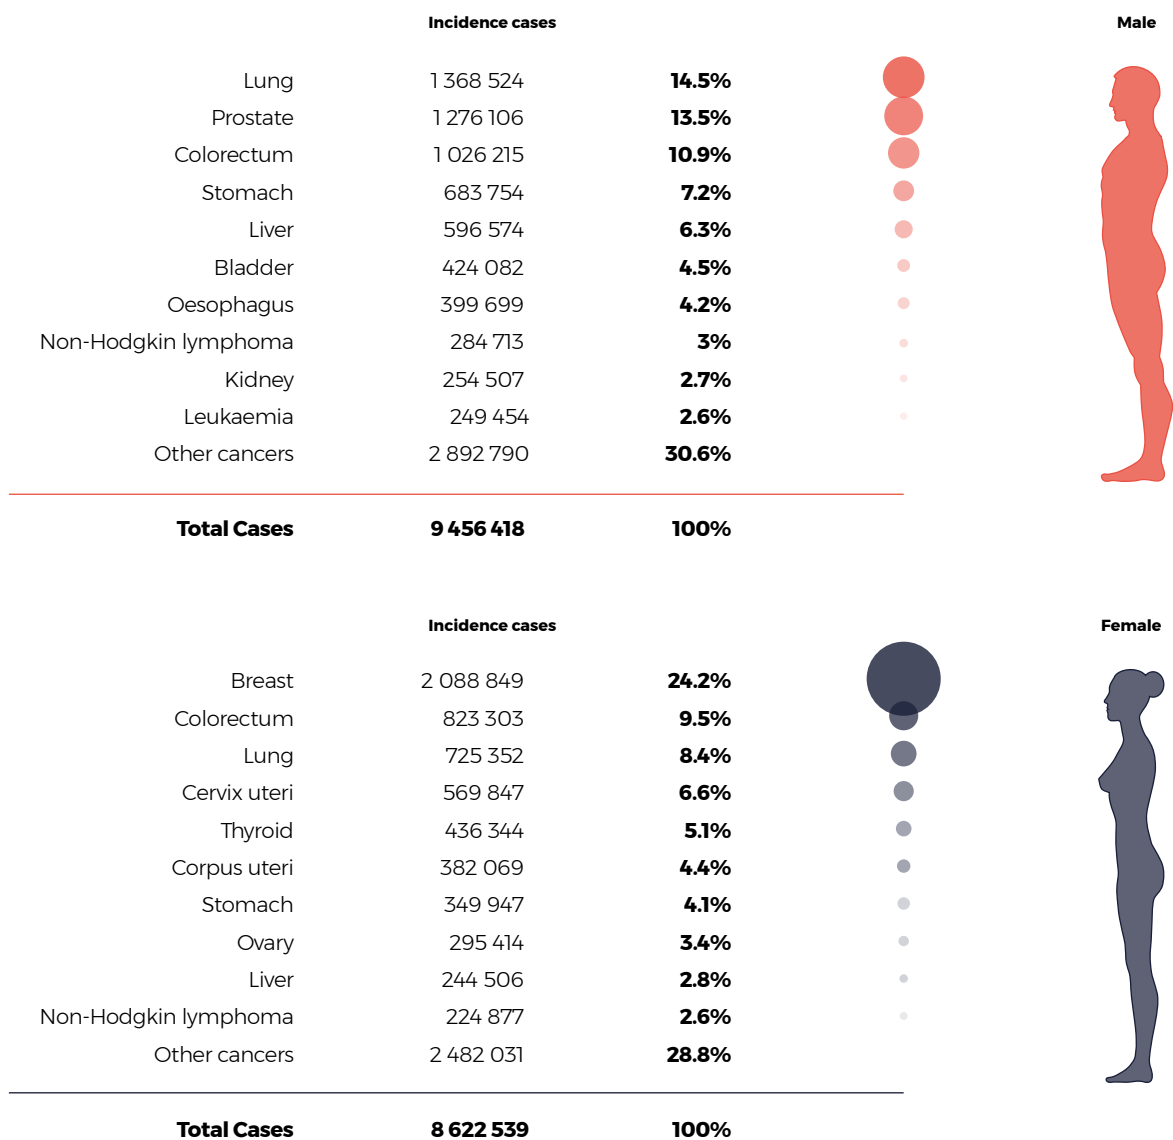 Incidence cases Male
Lung 1 368 524 14.5%
Prostate 1 276 106 13.5%
Colorectum 1 026 215 10.9%
Stomach 683 754 7.2%
Liver 596 574 6.3%
Bladder 424 082 4.5%
Oesophagus 399 699 4.2%
Non-Hodgkin lymphoma 284 713 3%
Kidney 254 507 2.7%
Leukaemia 249 454 2.6%
Other cancers 2 892 790 30.6%
Total Cases 9 456 418 100%
Incidence cases Female
Breast 2 088 849 24.2%
Colorectum 823 303 9.5%
Lung 725 352 8.4%
Cervix uteri 569 847 6.6%
Thyroid 436 344 5.1%
Corpus uteri 382 069 4.4%
Stomach 349 947 4.1%
Ovary 295 414 3.4%
Liver 244 506 2.8%
Non-Hodgkin lymphoma 224 877 2.6%
Other cancers 2 482 031 28.8%
Total Cases 8 622 539 100%